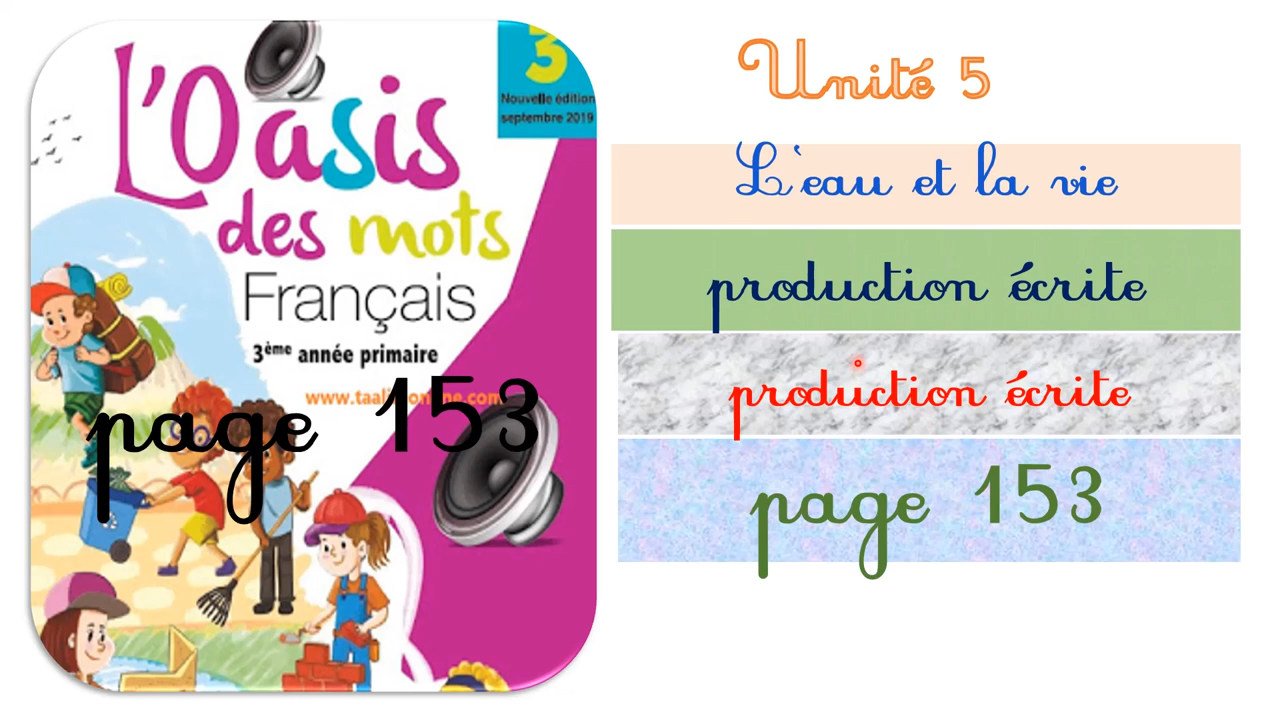 L'Oasis
des mots
Français
3ème année primaire
3
Nouvelle édition
septembre 2019
page 153
Unité 5
L'eau et la vie
production écrite
production écrite
page 153